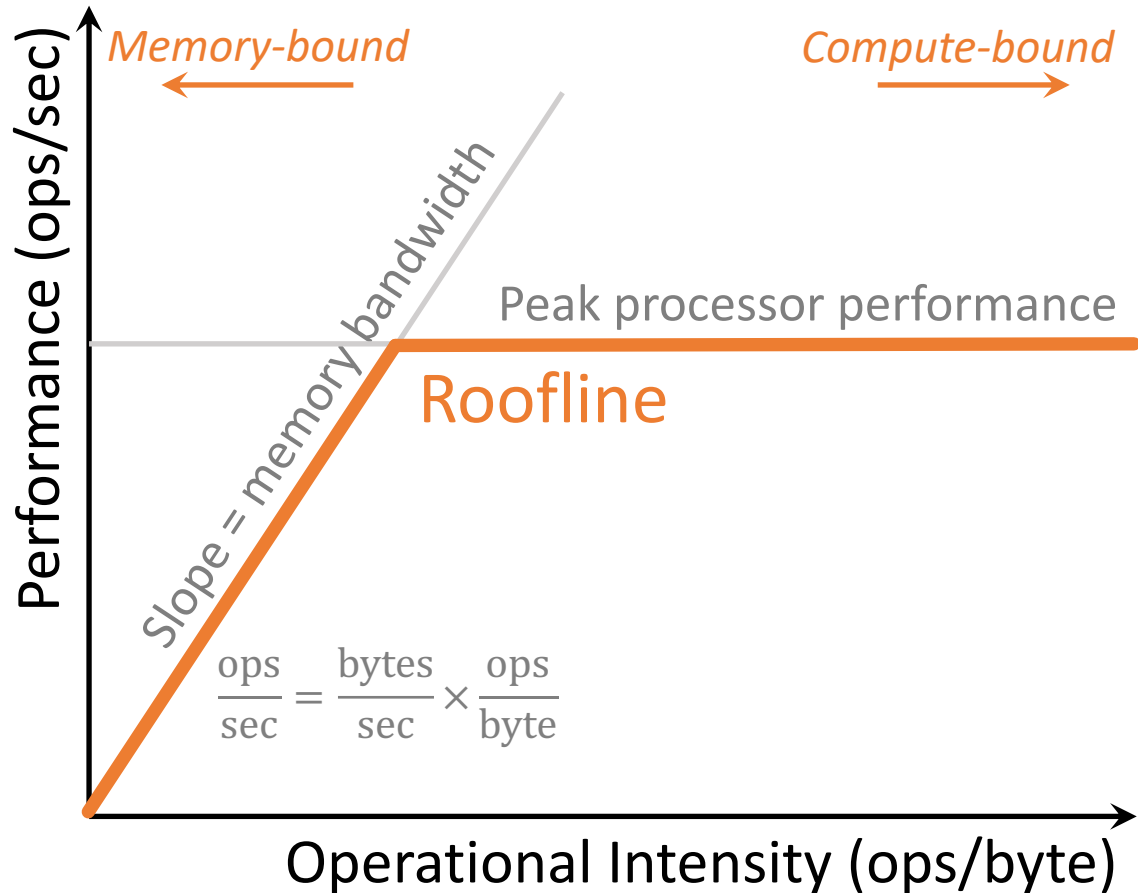 Memory-bound
Compute-bound
Performance (ops/sec)
Slope = memory bandwidth
Peak processor performance
Roofline
ops/sec = bytes/sec × ops/byte
Operational Intensity (ops/byte)